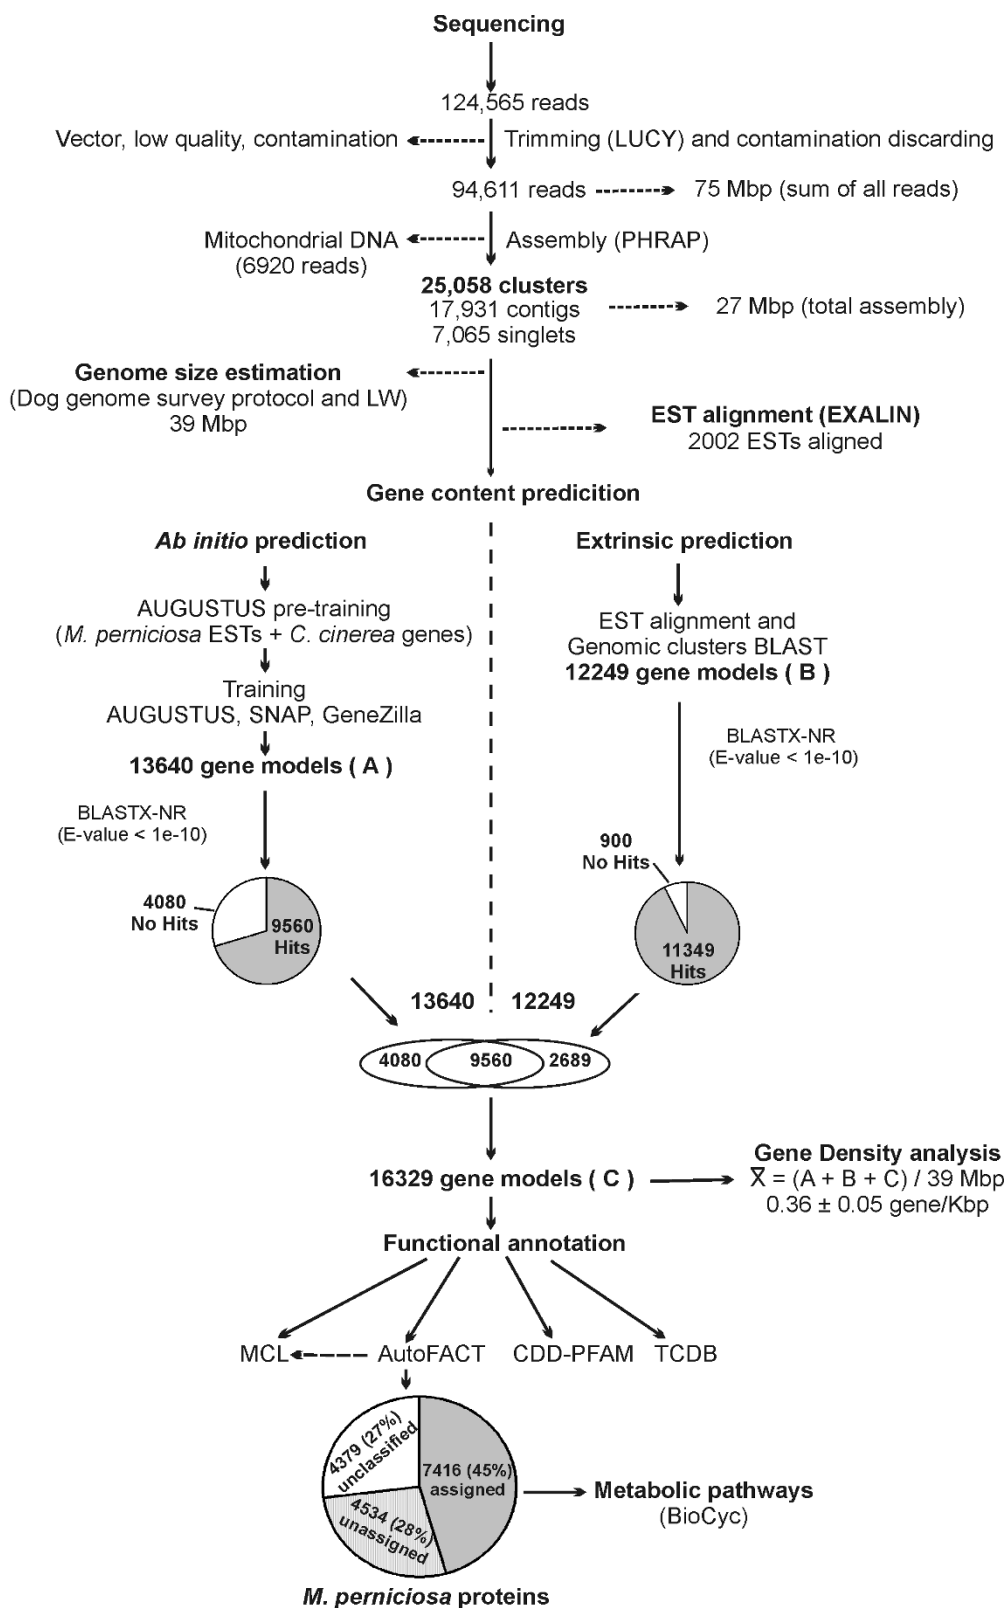 Sequencing
124,565 reads
Vector, low quality, contamination
Trimming (LUCY) and contamination discarding
94,611 reads
75 Mbp (sum of all reads)
Mitochondrial DNA
(6920 reads)
Assembly (PHRAP)
25,058 clusters
17,931 contigs
7,065 singlets
27 Mbp (total assembly)
Genome size estimation
(Dog genome survey protocol and LW)
39 Mbp
EST alignment (EXALIN)
2002 ESTs aligned
Gene content predicition
Ab initio prediction
AUGUSTUS pre-training
(M. perniciosa ESTs + C. cinerea genes)
Training
AUGUSTUS, SNAP, GeneZilla
13640 gene models ( A )
BLASTX-NR
(E-value < 1e-10)
4080
No Hits
9560
Hits
Extrinsic prediction
EST alignment and
Genomic clusters BLAST
12249 gene models ( B )
BLASTX-NR
(E-value < 1e-10)
900
No Hits
11349
Hits
13640
12249
4080
9560
2689
16329 gene models ( C )
Gene Density analysis
X̅ = (A + B + C) / 39 Mbp
0.36 ± 0.05 gene/Kbp
Functional annotation
MCL
AutoFACT
CDD-PFAM
TCDB
4379 (27%)
unclassified
7416 (45%)
assigned
4534 (28%)
unassigned
Metabolic pathways
(BioCyc)
M. perniciosa proteins